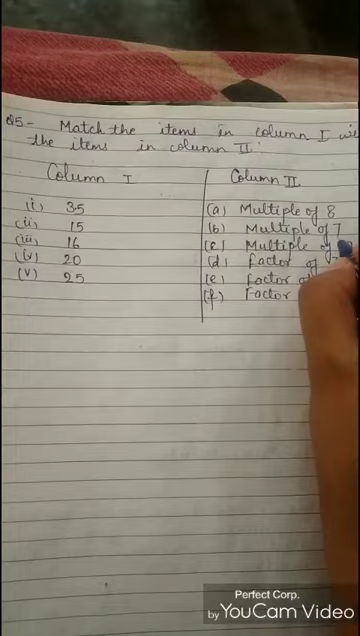 Q5- Match the items in column I
the items in column II.
Column I
Column II
(i) 35
(a) Multiple of 8
(ii) 15
(b) Multiple of 7
(iii) 16
(c) Multiple of
(iv) 20
(d) factor of
(v) 25
(e) factor
(f) Factor
Perfect Corp.
by YouCam Video